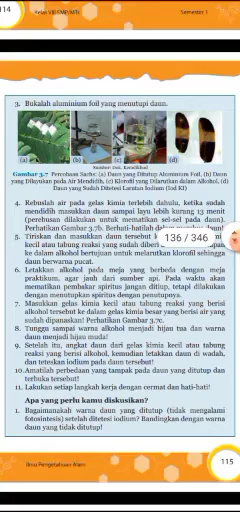 114
Kelas VIII SMP/MTs
Semester 1
3. Bukalah aluminium foil yang menutupi daun.
(a)
(b)
(c)
(d)
Sumber: Dok. Kemdikbud
Gambar 3.7 Percobaan Sachs: (a) Daun yang Ditutup Aluminium Foil, (b) Daun
yang Dilayukan pada Air Mendidih, (c) Klorofil yang Dilarutkan dalam Alkohol, (d)
Daun yang Sudah Ditetesi Larutan Iodium (Iod KI)
4. Rebuslah air pada gelas kimia terlebih dahulu, ketika sudah
mendidih masukkan daun sampai layu lebih kurang 13 menit
(perebusan dilakukan untuk mematikan sel-sel pada daun).
Perhatikan Gambar 3.7b. Berhati-hatilah
5. Tiriskan dan masukkan daun tersebut
kecil atau tabung reaksi yang sudah
136 / 346
ke dalam alkohol bertujuan untuk melarutkan klorofil sehingga
daun berwarna pucat.
6. Letakkan alkohol pada meja yang berbeda dengan meja
praktikum, agar jauh dari sumber api. Pada waktu akan
mematikan pembakar spiritus jangan ditiup, tetapi dilakukan
dengan menutupkan spiritus dengan penutupnya.
7. Masukkan gelas kimia kecil atau tabung reaksi yang berisi
alkohol tersebut ke dalam gelas kimia besar yang berisi air yang
sudah dipanaskan! Perhatikan Gambar 3.7c.
8. Tunggu sampai warna alkohol menjadi hijau tua dan warna
daun menjadi hijau muda!
9. Setelah itu, angkat daun dari gelas kimia kecil atau tabung
reaksi yang berisi alkohol, kemudian letakkan daun di wadah,
dan teteskan iodium pada daun tersebut!
10. Amatilah perbedaan yang tampak pada daun yang ditutup dan
terbuka tersebut!
11. Lakukan setiap langkah kerja dengan cermat dan hati-hati!
Apa yang perlu kamu diskusikan?
1. Bagaimanakah warna daun yang ditutup (tidak mengalami
fotosintesis) setelah ditetesi iodium? Bandingkan dengan warna
daun yang tidak ditutup!
Ilmu Pengetahuan Alam
115